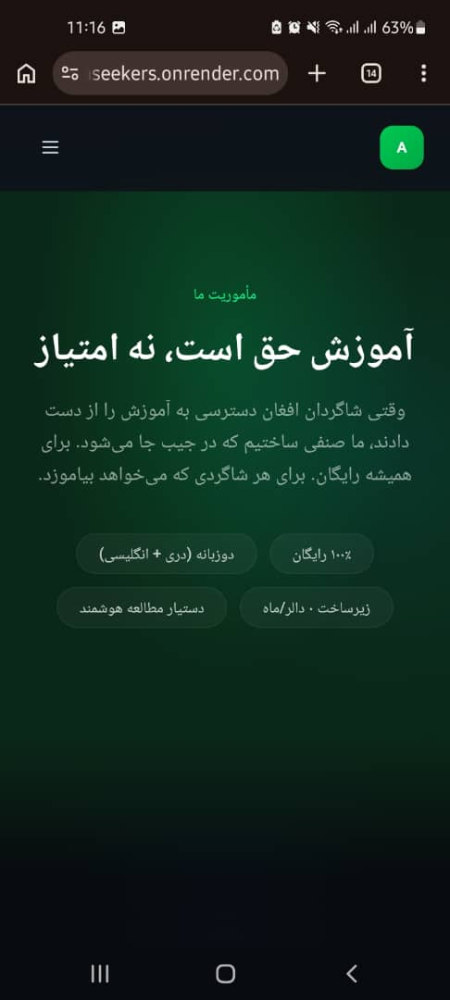 11:16
63%
seekers.onrender.com
14
A
مأموریت ما
آموزش حق است، نه امتیاز
وقتی شاگردان افغان دسترسی به آموزش را از دست
دادند، ما صنفی ساختیم که در جیب جا می‌شود. برای
همیشه رایگان. برای هر شاگردی که می‌خواهد بیاموزد.
۱۰۰٪ رایگان
دوزبانه (دری + انگلیسی)
زیرساخت ۰ دالر/ماه
دستیار مطالعه هوشمند